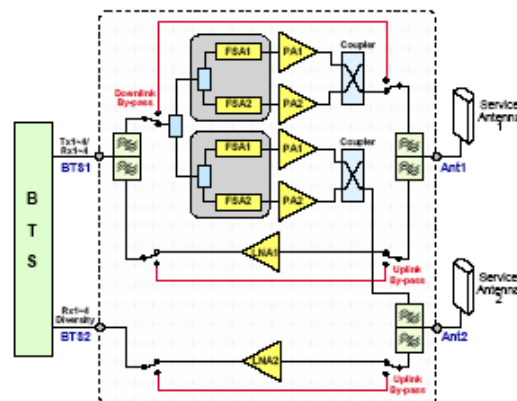 FSA1
PA1
Coupler
Downlink
By-pass
FSA2
PA2
Service
Antenna
1
Tx1~4/
Rx1~4
FSA1
PA1
Coupler
BTS1
Ant1
B
T
S
FSA2
PA2
LNA1
Uplink
By-pass
Service
Antenna
2
Rx1~4
Diversity
BTS2
Ant2
LNA2
Uplink
By-pass